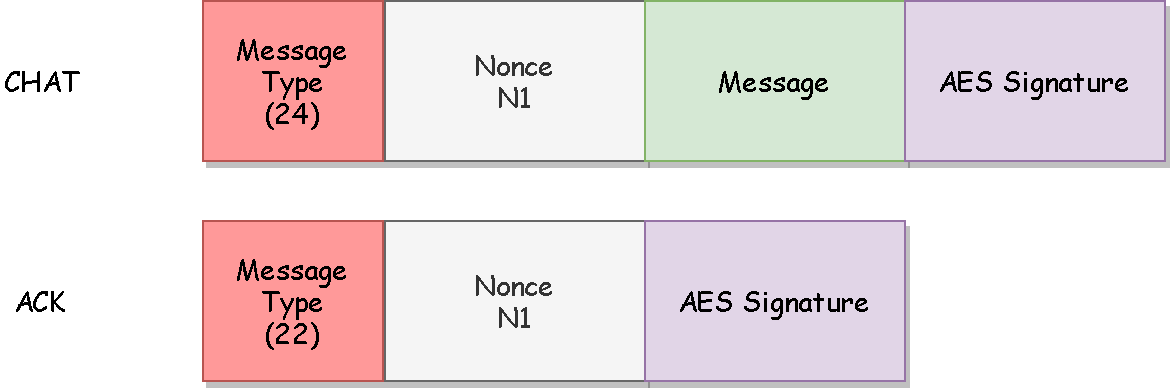 CHAT
Message
Type
(24)
Nonce
N1
Message
AES Signature
ACK
Message
Type
(22)
Nonce
N1
AES Signature